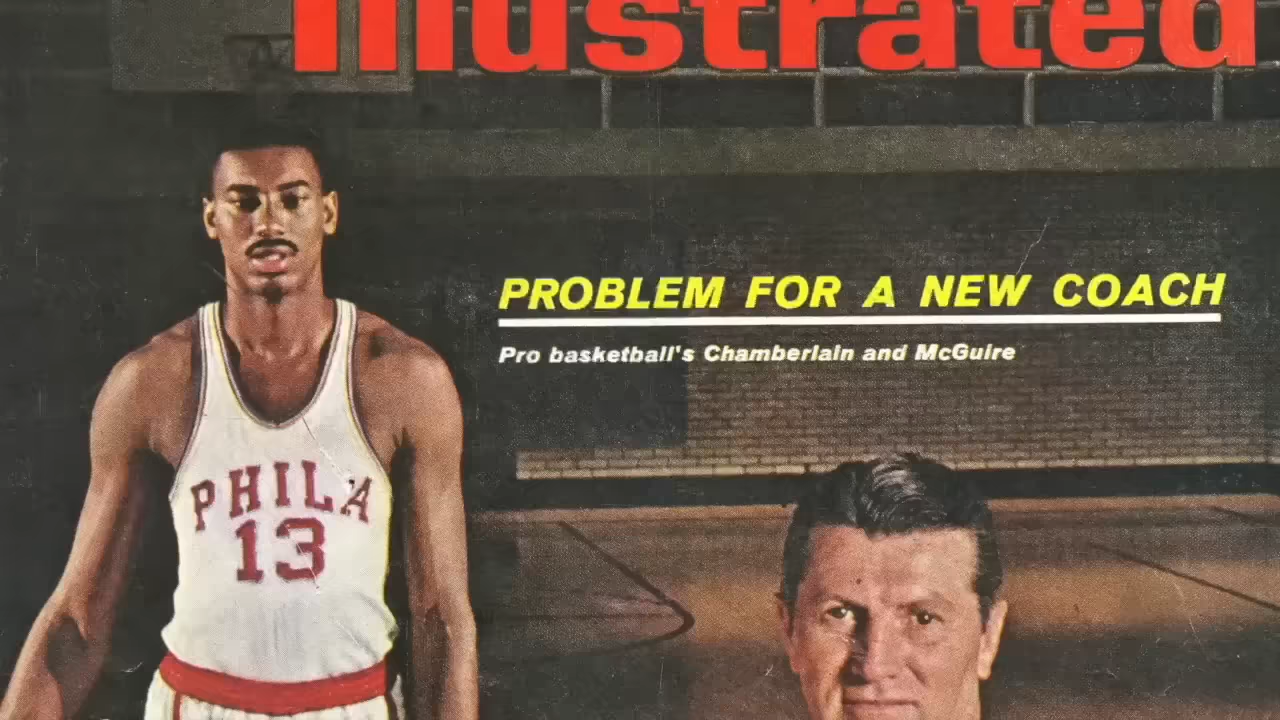 Illustrated
PROBLEM FOR A NEW COACH
Pro basketball's Chamberlain and McGuire
PHILA
13